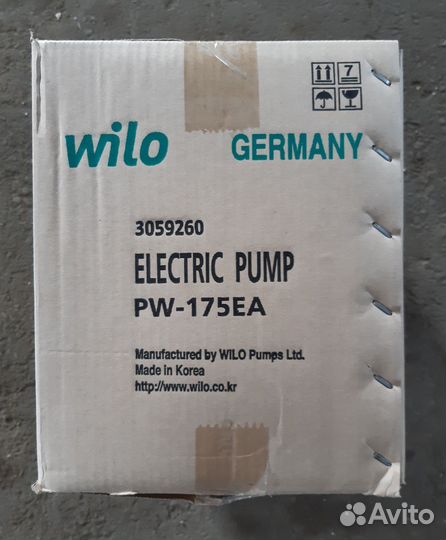 wilo GERMANY
7
3059260
ELECTRIC PUMP
PW-175EA
Manufactured by WILO Pumps Ltd.
Made in Korea
http://www.wilo.co.kr
Avito